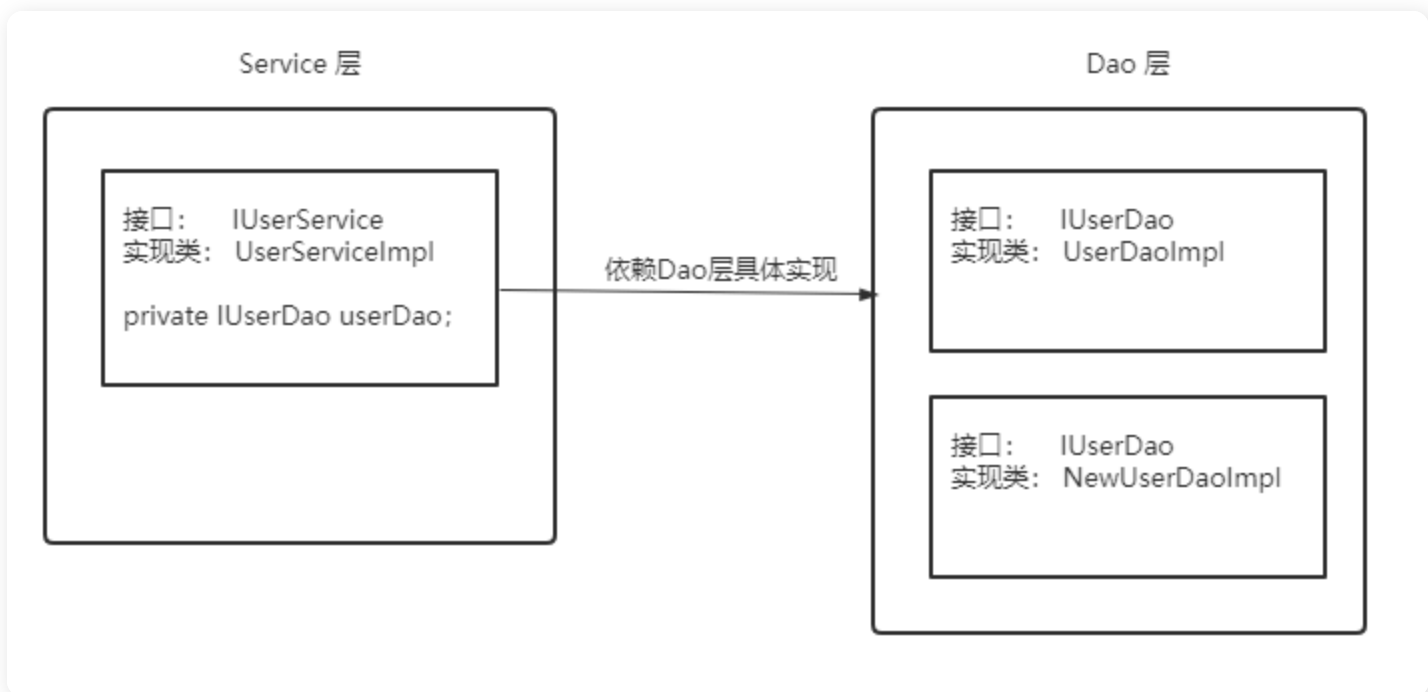 Service 层
Dao 层
接口： IUserService
实现类： UserServiceImpl
private IUserDao userDao；
依赖Dao层具体实现
接口： IUserDao
实现类： UserDaoImpl
接口： IUserDao
实现类： NewUserDaoImpl